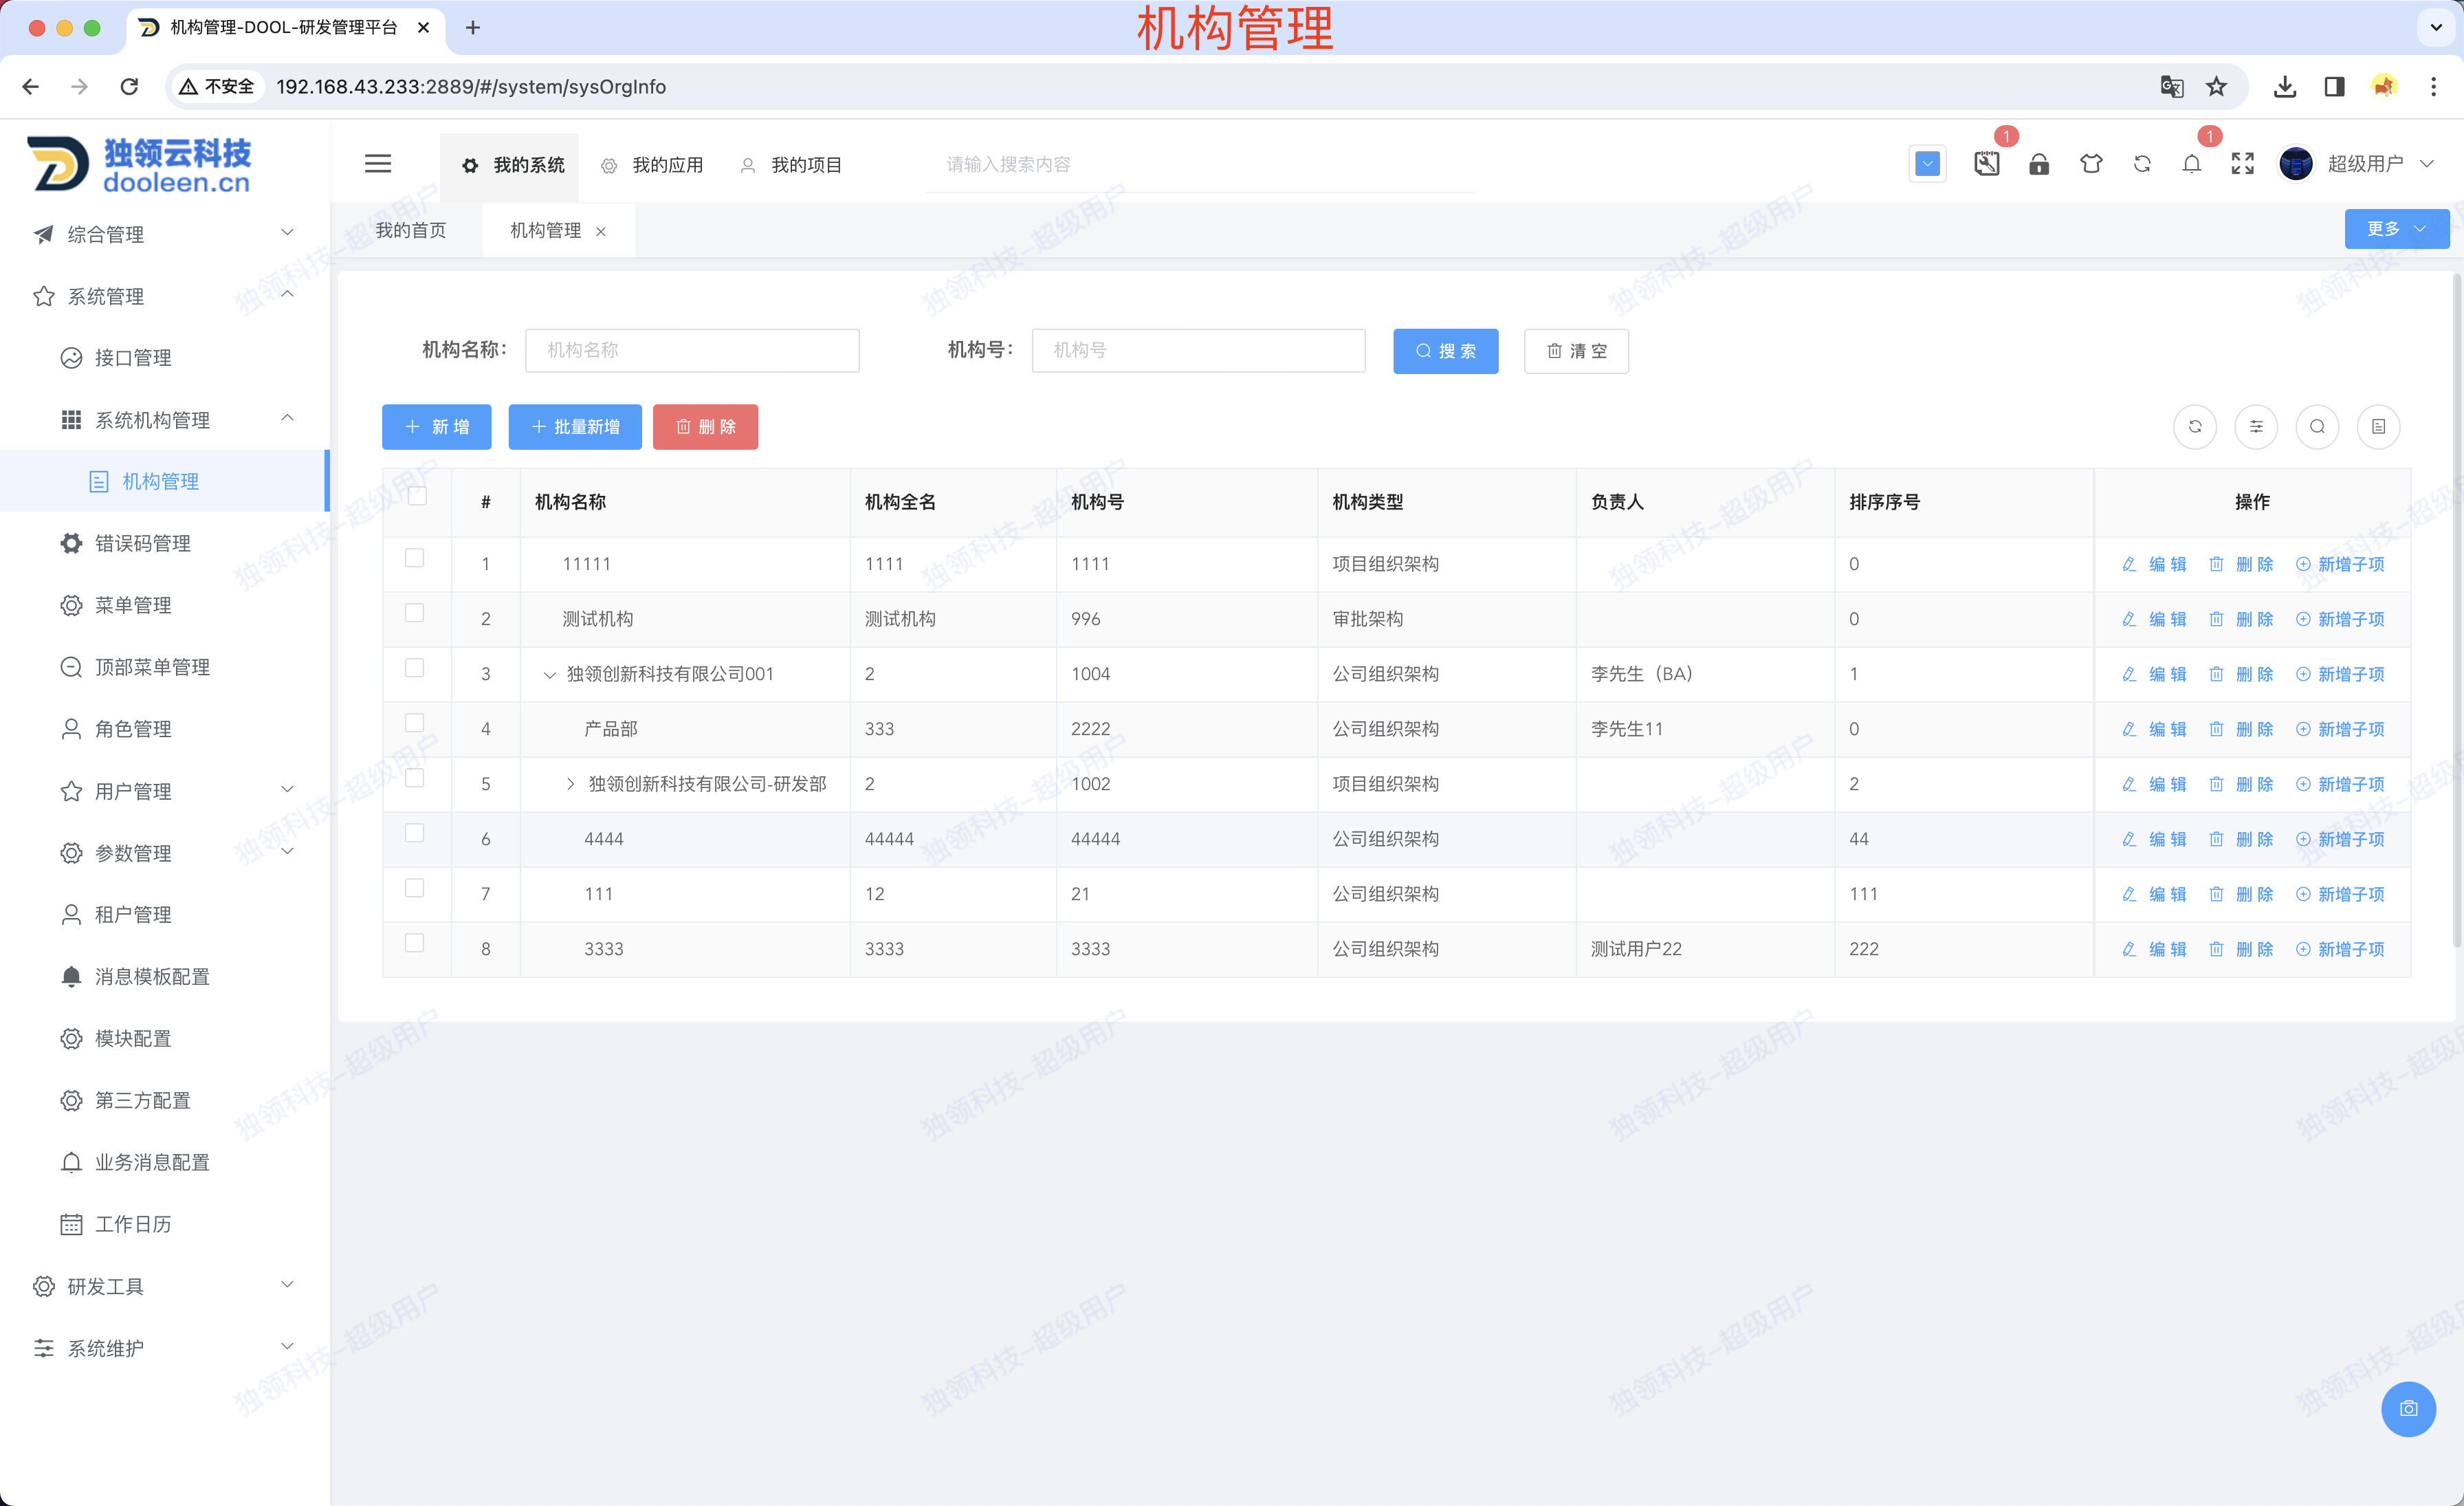 机构管理-DOOL-研发管理平台
机构管理
不安全 192.168.43.233:2889/#/system/sysOrgInfo
独领云科技
dooleen.cn
我的系统 我的应用 我的项目 请输入搜索内容 1 1 超级用户
我的首页 机构管理 更多
综合管理
系统管理
接口管理
系统机构管理
机构管理
错误码管理
菜单管理
顶部菜单管理
角色管理
用户管理
参数管理
租户管理
消息模板配置
模块配置
第三方配置
业务消息配置
工作日历
研发工具
系统维护
机构名称: 机构名称 机构号: 机构号 搜 索 清 空
新 增 批量新增 删 除
# 机构名称 机构全名 机构号 机构类型 负责人 排序序号 操作
1 11111 1111 1111 项目组织架构 0 编 辑 删 除 新增子项
2 测试机构 测试机构 996 审批架构 0 编 辑 删 除 新增子项
3 独领创新科技有限公司001 2 1004 公司组织架构 李先生（BA） 1 编 辑 删 除 新增子项
4 产品部 333 2222 公司组织架构 李先生11 0 编 辑 删 除 新增子项
5 独领创新科技有限公司-研发部 2 1002 项目组织架构 2 编 辑 删 除 新增子项
6 4444 44444 44444 公司组织架构 44 编 辑 删 除 新增子项
7 111 12 21 公司组织架构 111 编 辑 删 除 新增子项
8 3333 3333 3333 公司组织架构 测试用户22 222 编 辑 删 除 新增子项
独领科技-超级用户